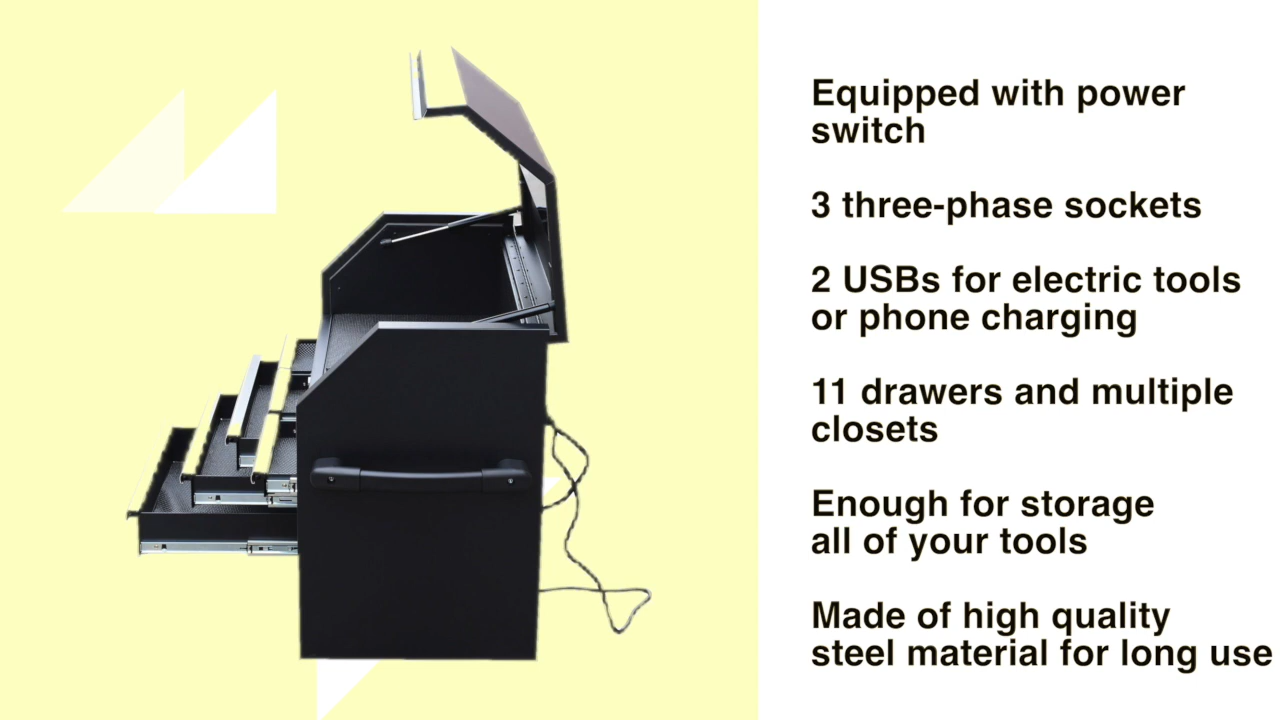 Equipped with power
switch
3 three-phase sockets
2 USBs for electric tools
or phone charging
11 drawers and multiple
closets
Enough for storage
all of your tools
Made of high quality
steel material for long use